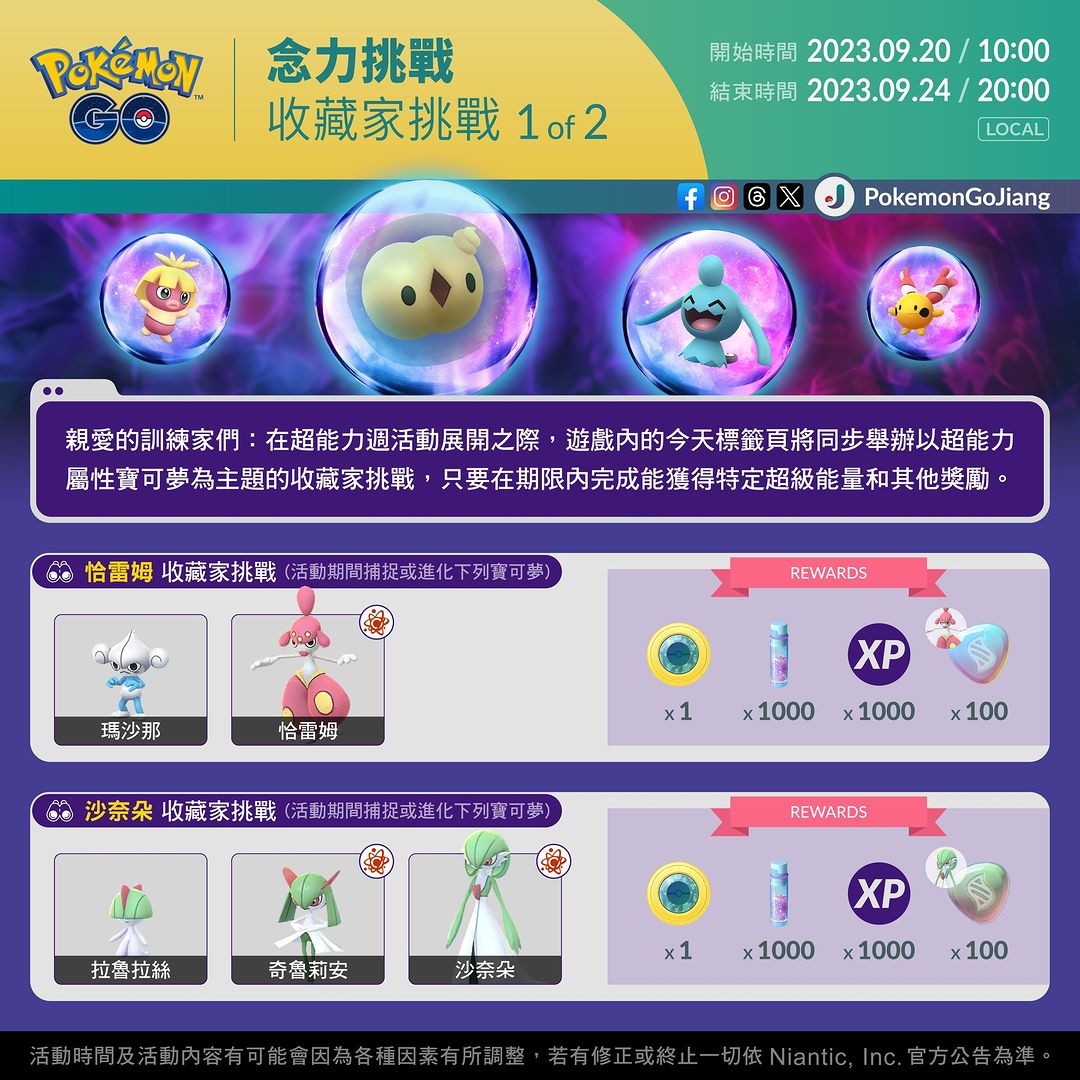 POKÉMON GO
TM
念力挑戰
收藏家挑戰 1 of 2
開始時間 2023.09.20 / 10:00
結束時間 2023.09.24 / 20:00
LOCAL
PokemonGoJiang
親愛的訓練家們：在超能力週活動展開之際，遊戲內的今天標籤頁將同步舉辦以超能力
屬性寶可夢為主題的收藏家挑戰，只要在期限內完成能獲得特定超級能量和其他獎勵。
恰雷姆 收藏家挑戰 (活動期間捕捉或進化下列寶可夢)
瑪沙那
恰雷姆
REWARDS
XP
x 1
x 1000
x 1000
x 100
沙奈朵 收藏家挑戰 (活動期間捕捉或進化下列寶可夢)
拉魯拉絲
奇魯莉安
沙奈朵
REWARDS
XP
x 1
x 1000
x 1000
x 100
活動時間及活動內容有可能會因為各種因素有所調整，若有修正或終止一切依 Niantic, Inc. 官方公告為準。